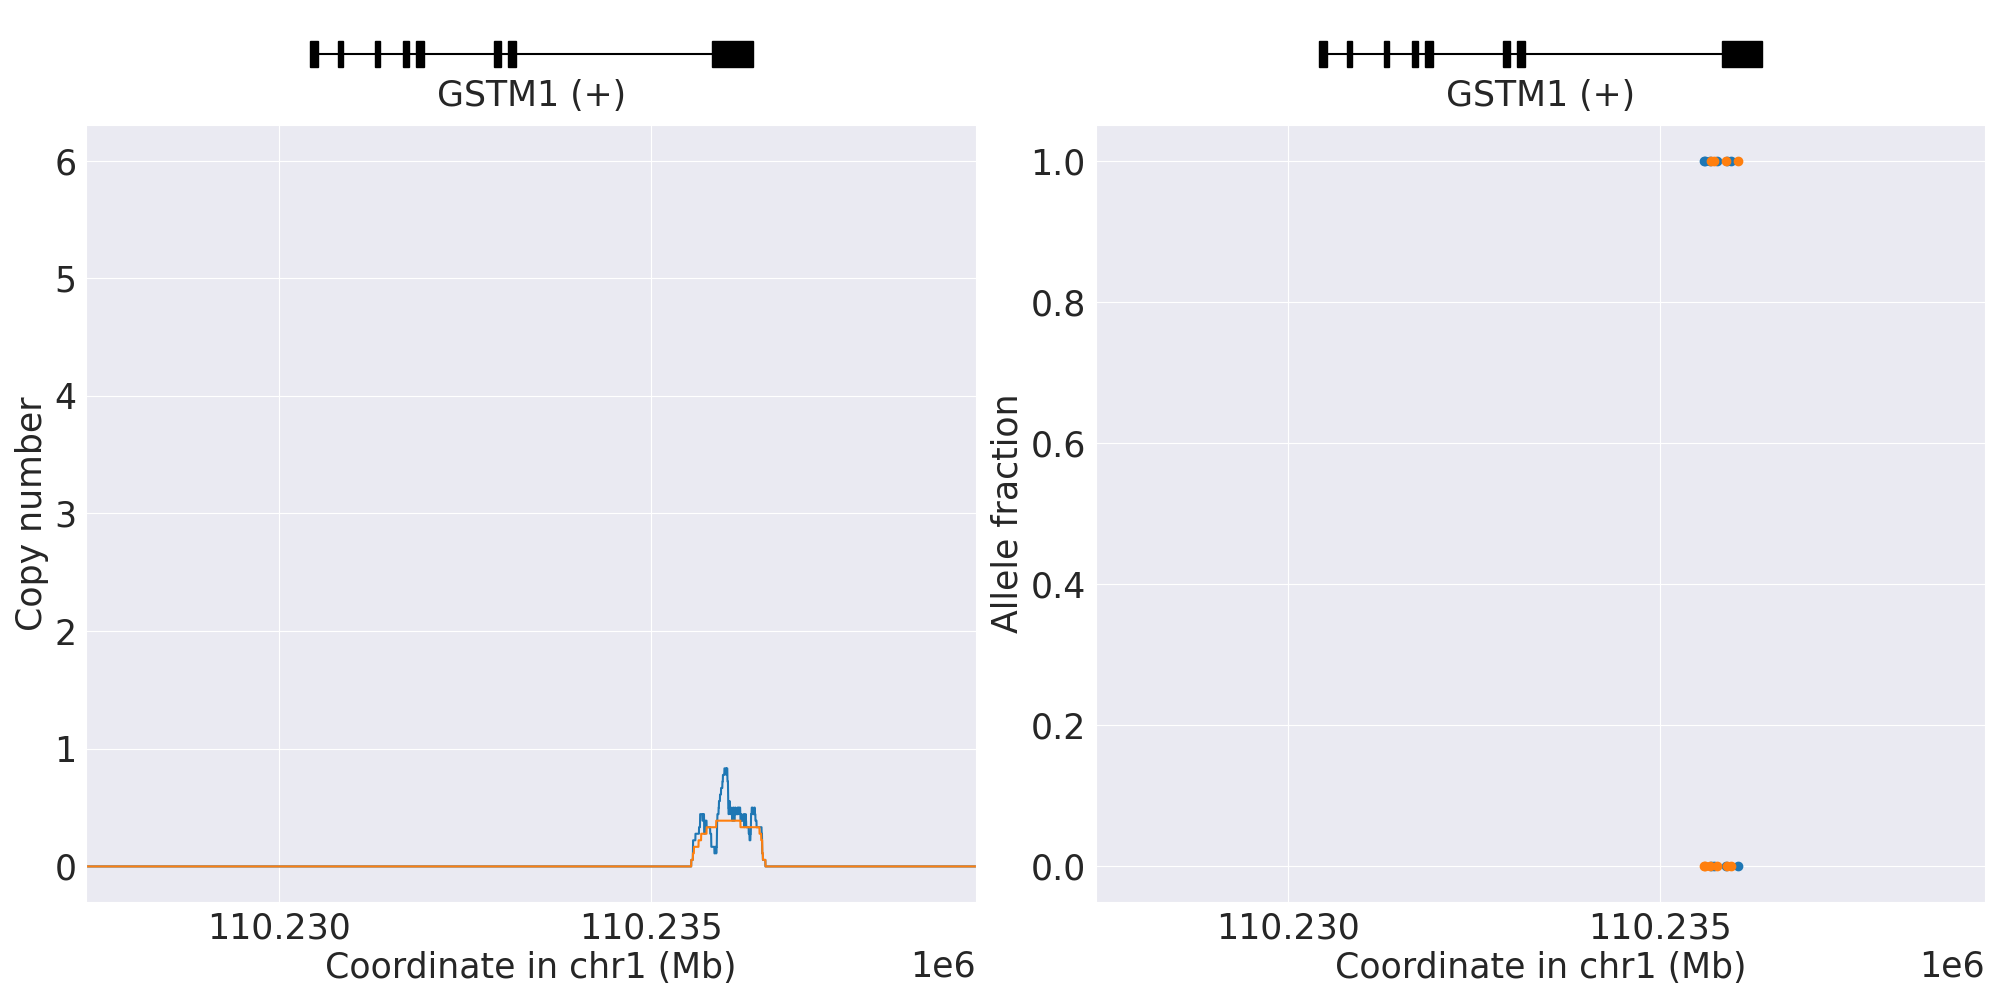 GSTM1 (+)
6
5
4
3
2
1
0
Copy number
110.230
110.235
Coordinate in chr1 (Mb)
1e6
GSTM1 (+)
1.0
0.8
0.6
0.4
0.2
0.0
Allele fraction
110.230
110.235
Coordinate in chr1 (Mb)
1e6